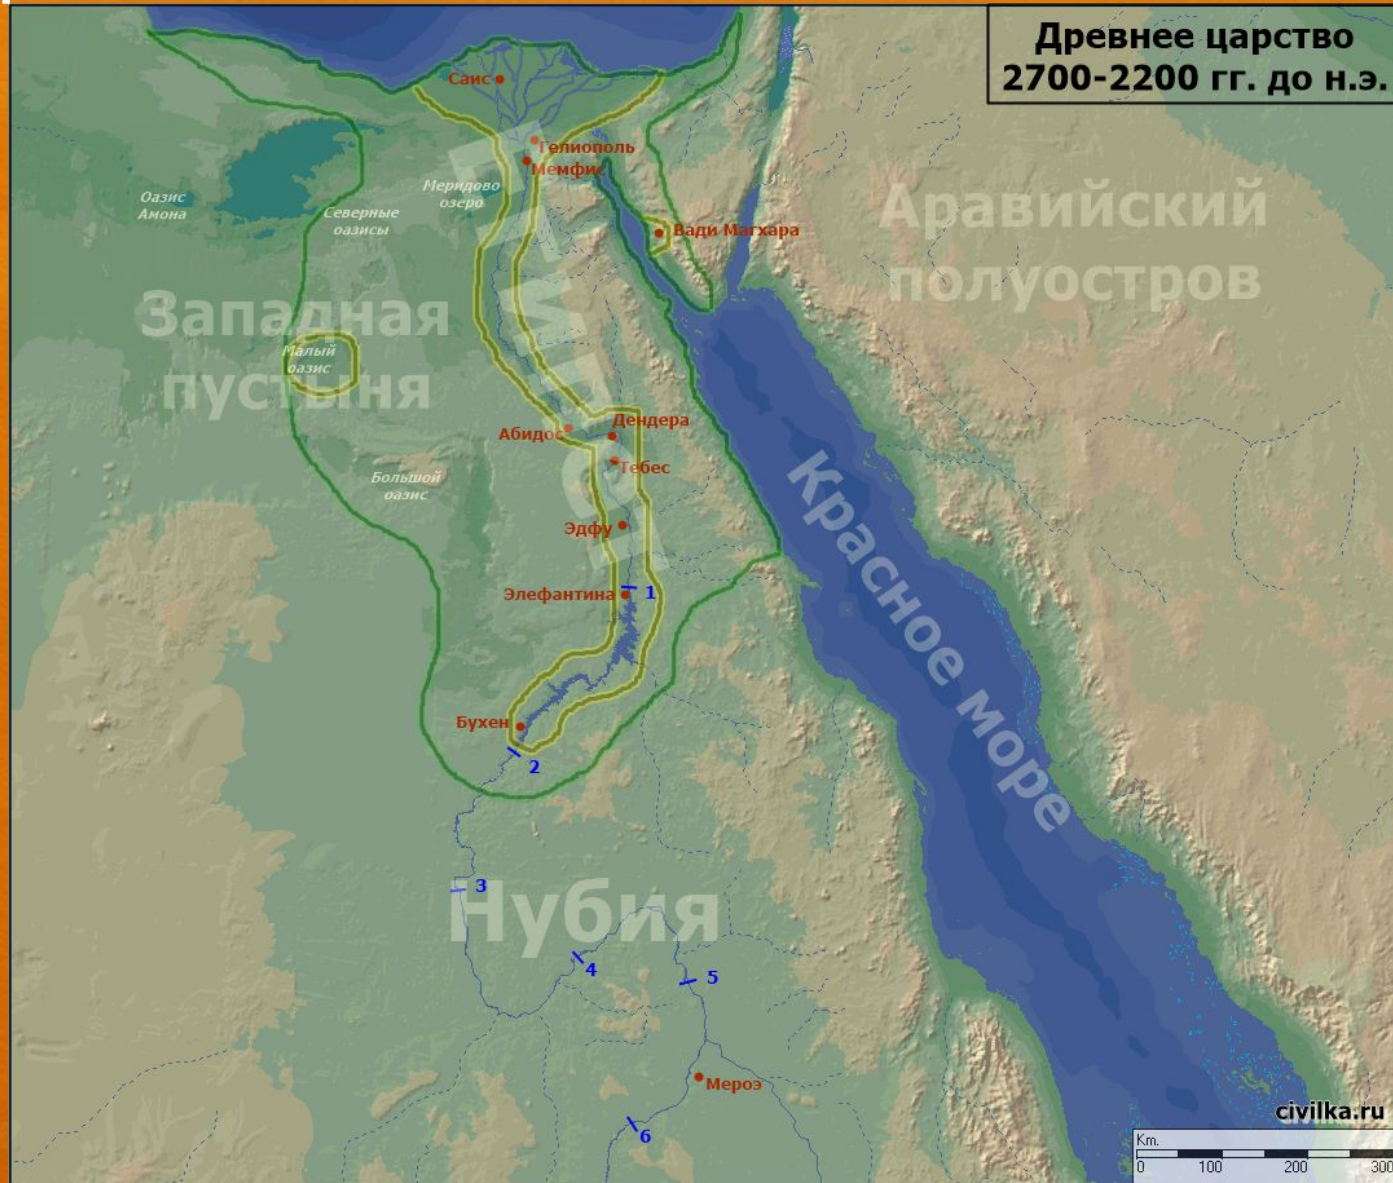 Древнее царство
2700-2200 гг. до н.э.
Саис
Гелиополь
Мемфис
Меридово
озеро
Оазис
Амона
Северные
оазисы
Вади Магхара
Аравийский
полуостров
Западная
пустыня
Малый
оазис
ЕГИПЕТ
Дендера
Абидос
Тебес
Большой
оазис
Эдфу
Элефантина
1
Красное море
Бухен
2
3
Нубия
4
5
Мероэ
6
civilka.ru
Km.
0 100 200 300